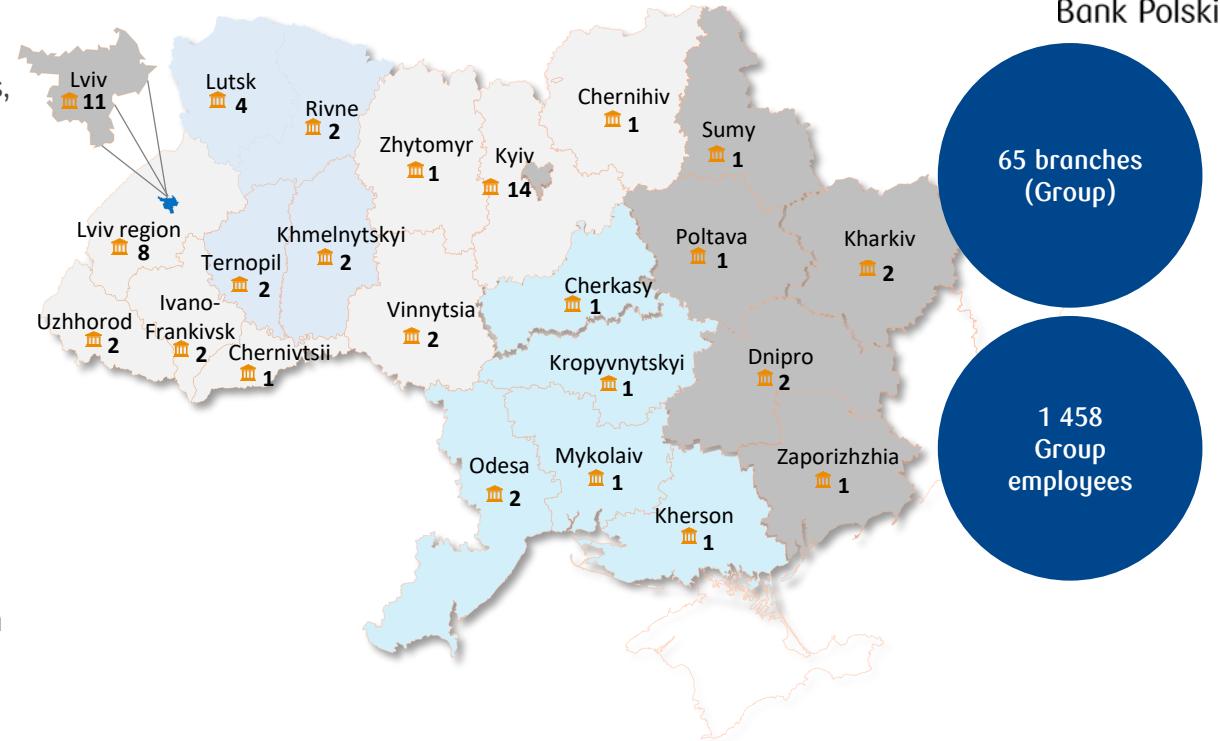 Bank Polski
s,
Lviv
11
Lutsk
4
Rivne
2
Zhytomyr
1
Kyiv
14
Chernihiv
1
Sumy
1
65 branches
(Group)
Lviv region
8
Ternopil
2
Khmelnytskyi
2
Poltava
1
Kharkiv
2
Uzhhorod
2
Ivano-
Frankivsk
2
Chernivtsii
1
Vinnytsia
2
Cherkasy
1
Kropyvnytskyi
1
Dnipro
2
1 458
Group
employees
Odesa
2
Mykolaiv
1
Zaporizhzhia
1
Kherson
1